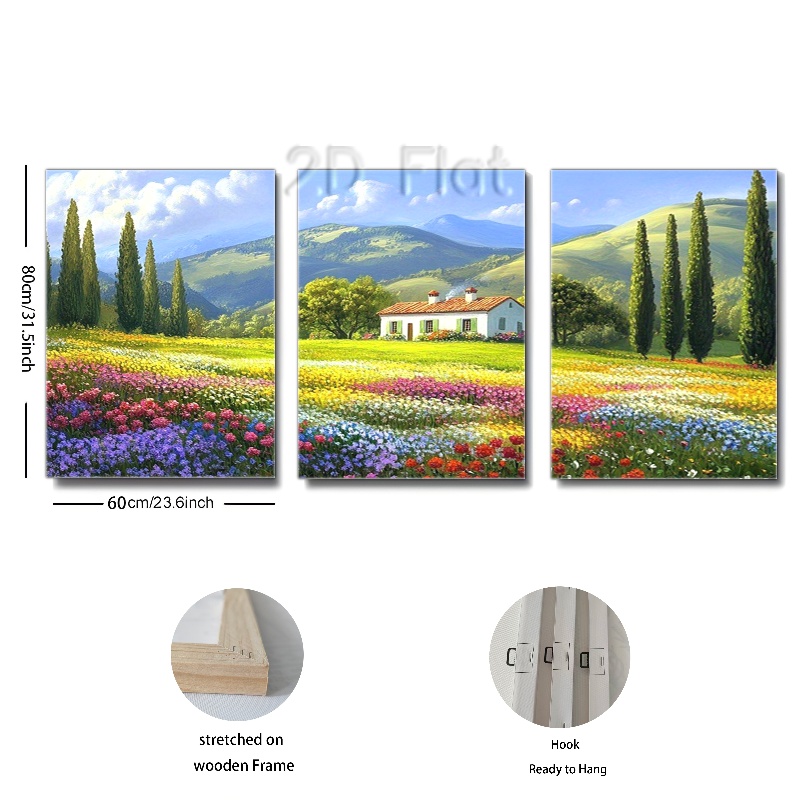 2D Flat
80cm/31.5inch
60cm/23.6inch
stretched on
wooden Frame
Hook
Ready to Hang